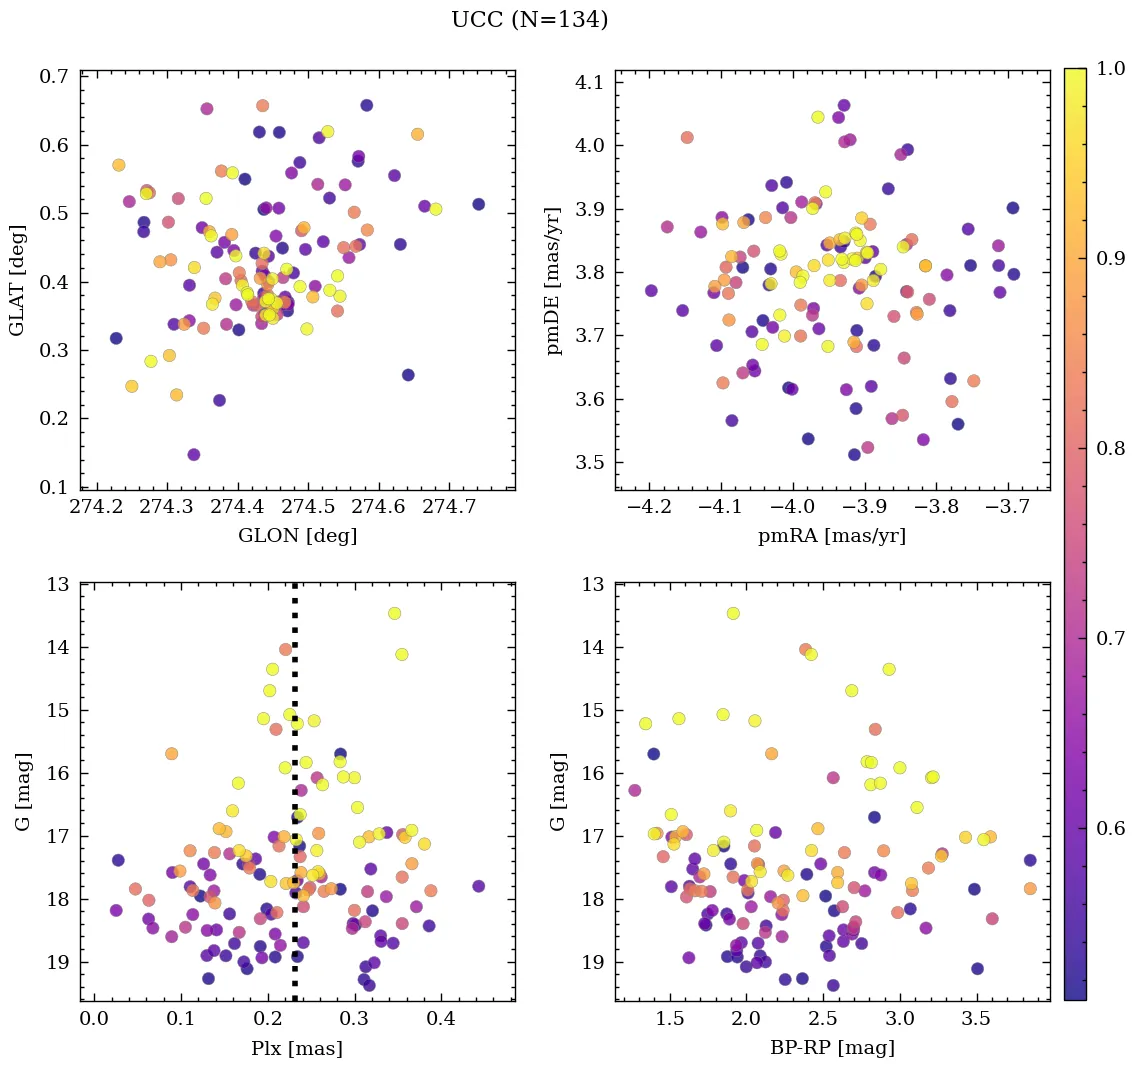 UCC (N=134)
0.7
0.6
0.5
0.4
0.3
0.2
0.1
GLAT [deg]
274.2 274.3 274.4 274.5 274.6 274.7
GLON [deg]
4.1
4.0
3.9
3.8
3.7
3.6
3.5
pmDE [mas/yr]
−4.2 −4.1 −4.0 −3.9 −3.8 −3.7
pmRA [mas/yr]
1.0
0.9
0.8
0.7
0.6
13
14
15
16
17
18
19
G [mag]
0.0 0.1 0.2 0.3 0.4
Plx [mas]
13
14
15
16
17
18
19
G [mag]
1.5 2.0 2.5 3.0 3.5
BP-RP [mag]